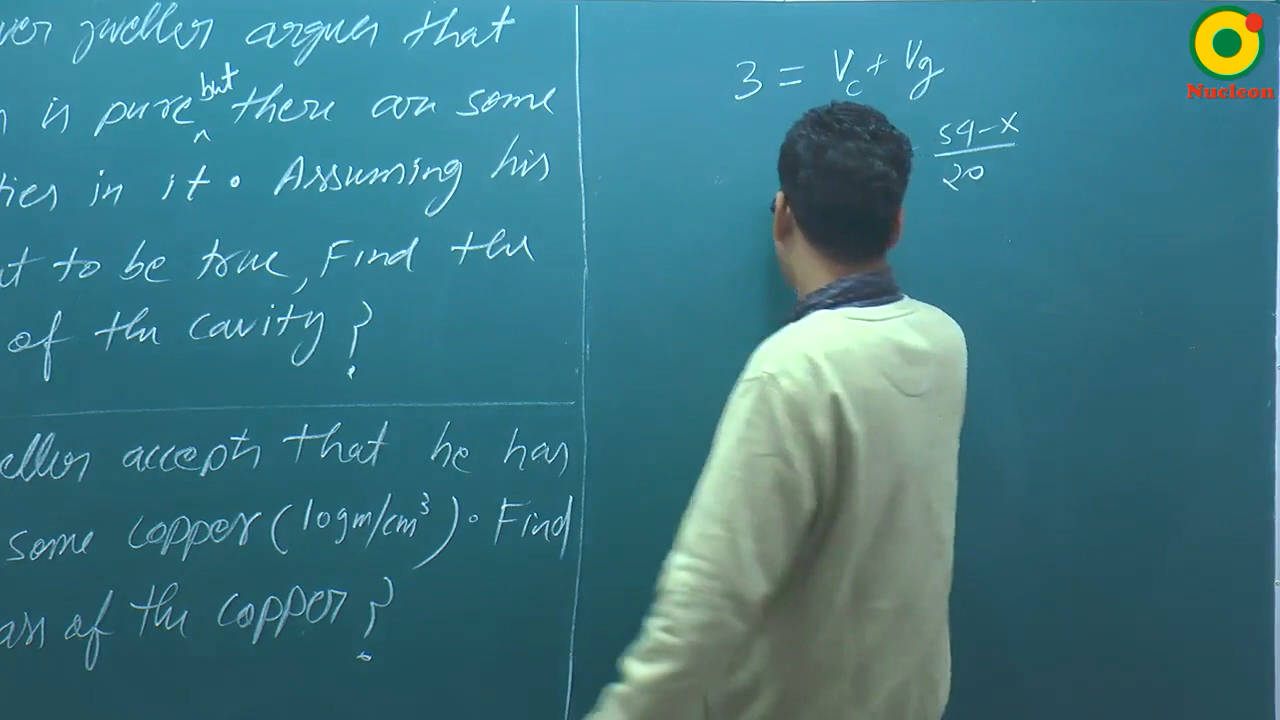 ver jweller argues that
is pure but there are some
ties in it. Assuming his
t to be true, Find the
of the cavity?
eller accepts that he has
some copper (10gm/cm³). Find
of the copper?
3 = Vc + Vg
54-x
20
Nucleon